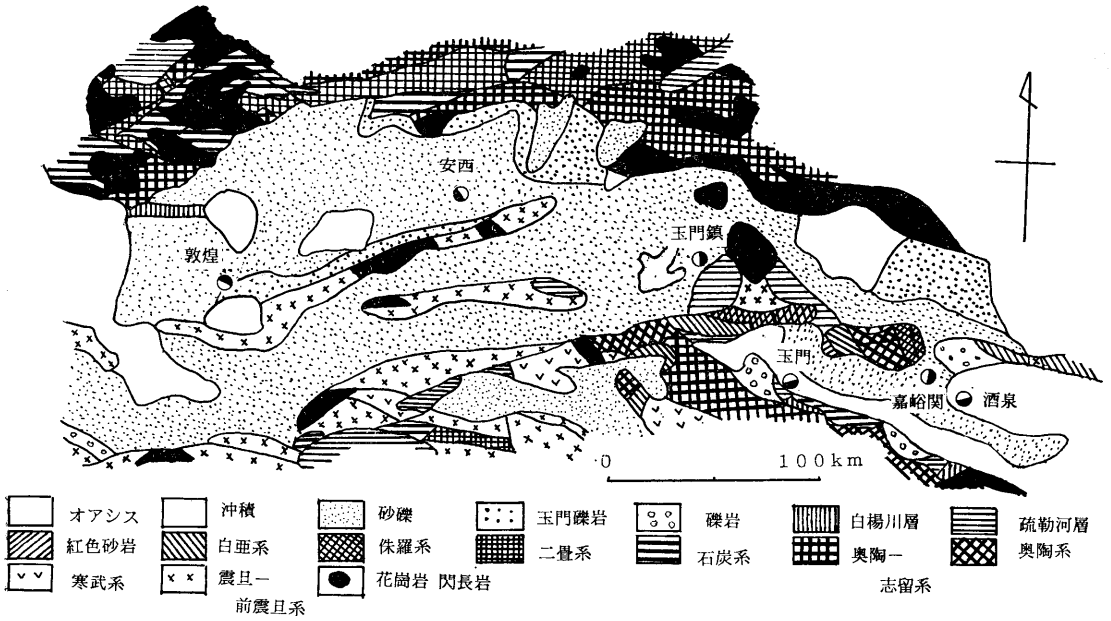 安西
玉門鎮
敦煌
玉門
嘉峪関
酒泉
0 100km
オアシス 沖積 砂礫 玉門礫岩 礫岩 白楊川層 疏勒河層
紅色砂岩 白亜系 侏羅系 二畳系 石炭系 奥陶ー 奥陶系
志留系
寒武系 震旦ー 花崗岩 閃長岩
前震旦系